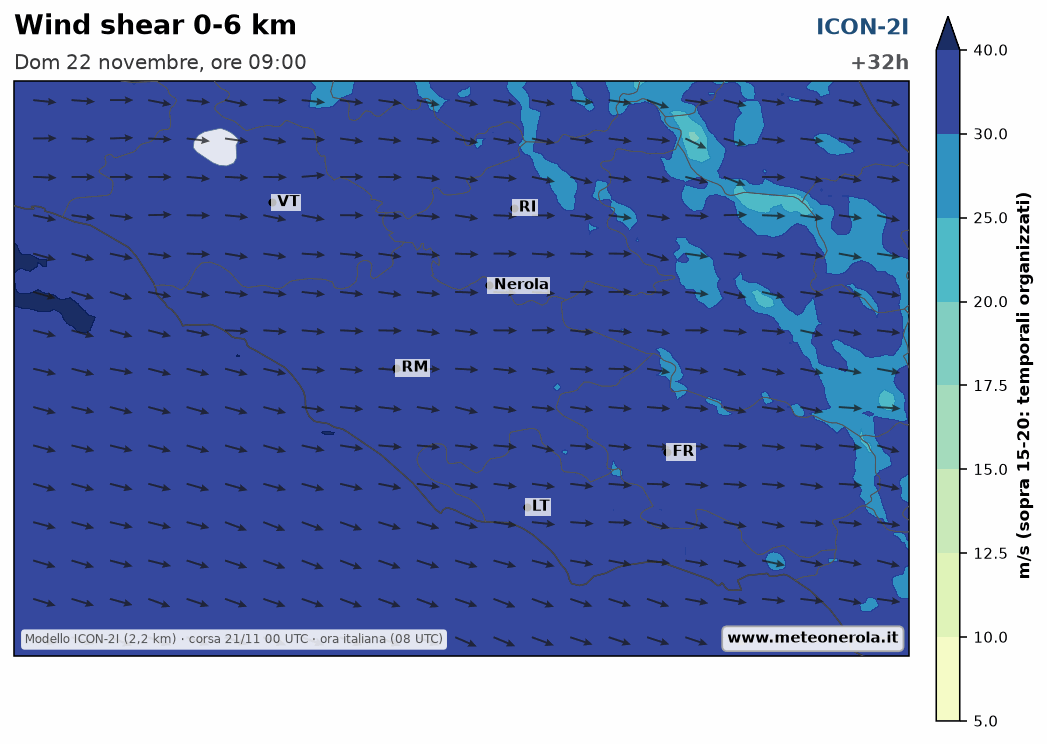 Wind shear 0-6 km
ICON-2I
Dom 22 novembre, ore 09:00
+32h
40.0
30.0
25.0
20.0
17.5
15.0
12.5
10.0
5.0
m/s (sopra 15-20: temporali organizzati)
VT
RI
Nerola
RM
FR
LT
Modello ICON-2I (2,2 km) · corsa 21/11 00 UTC · ora italiana (08 UTC)
www.meteonerola.it